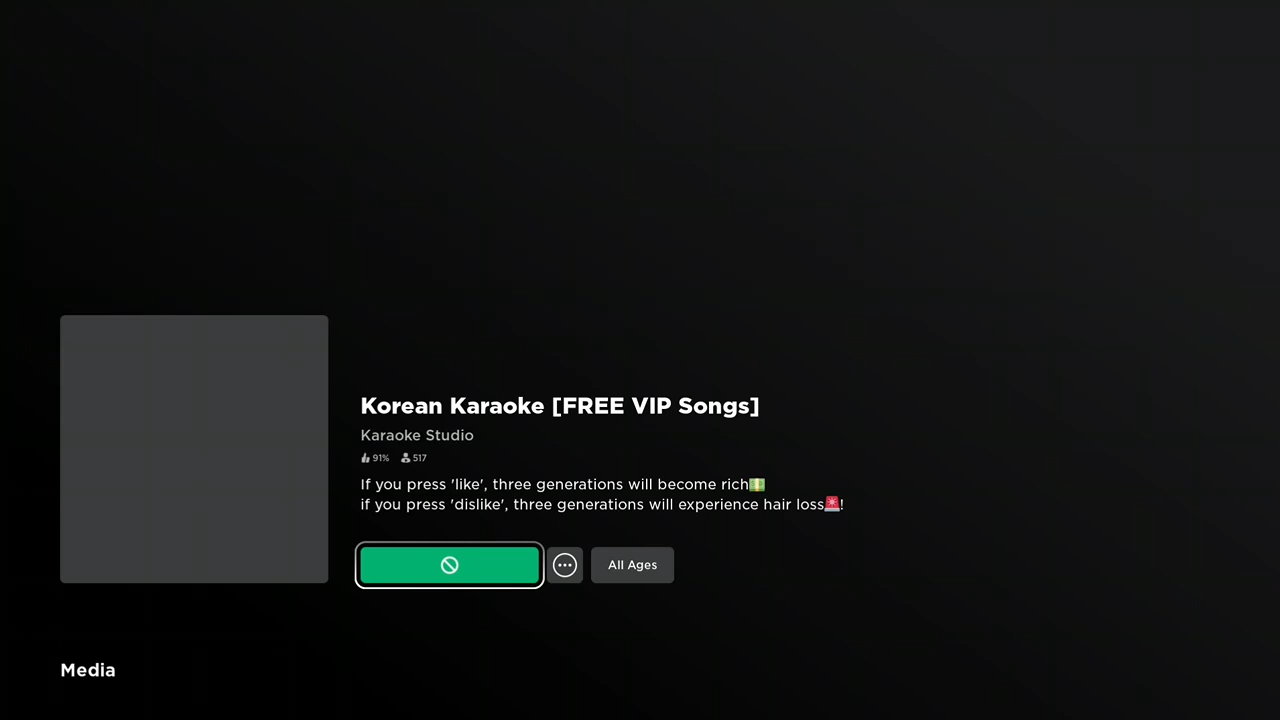 Korean Karaoke [FREE VIP Songs]
Karaoke Studio
91% 517
If you press 'like', three generations will become rich💵
if you press 'dislike', three generations will experience hair loss🚨!
All Ages
Media